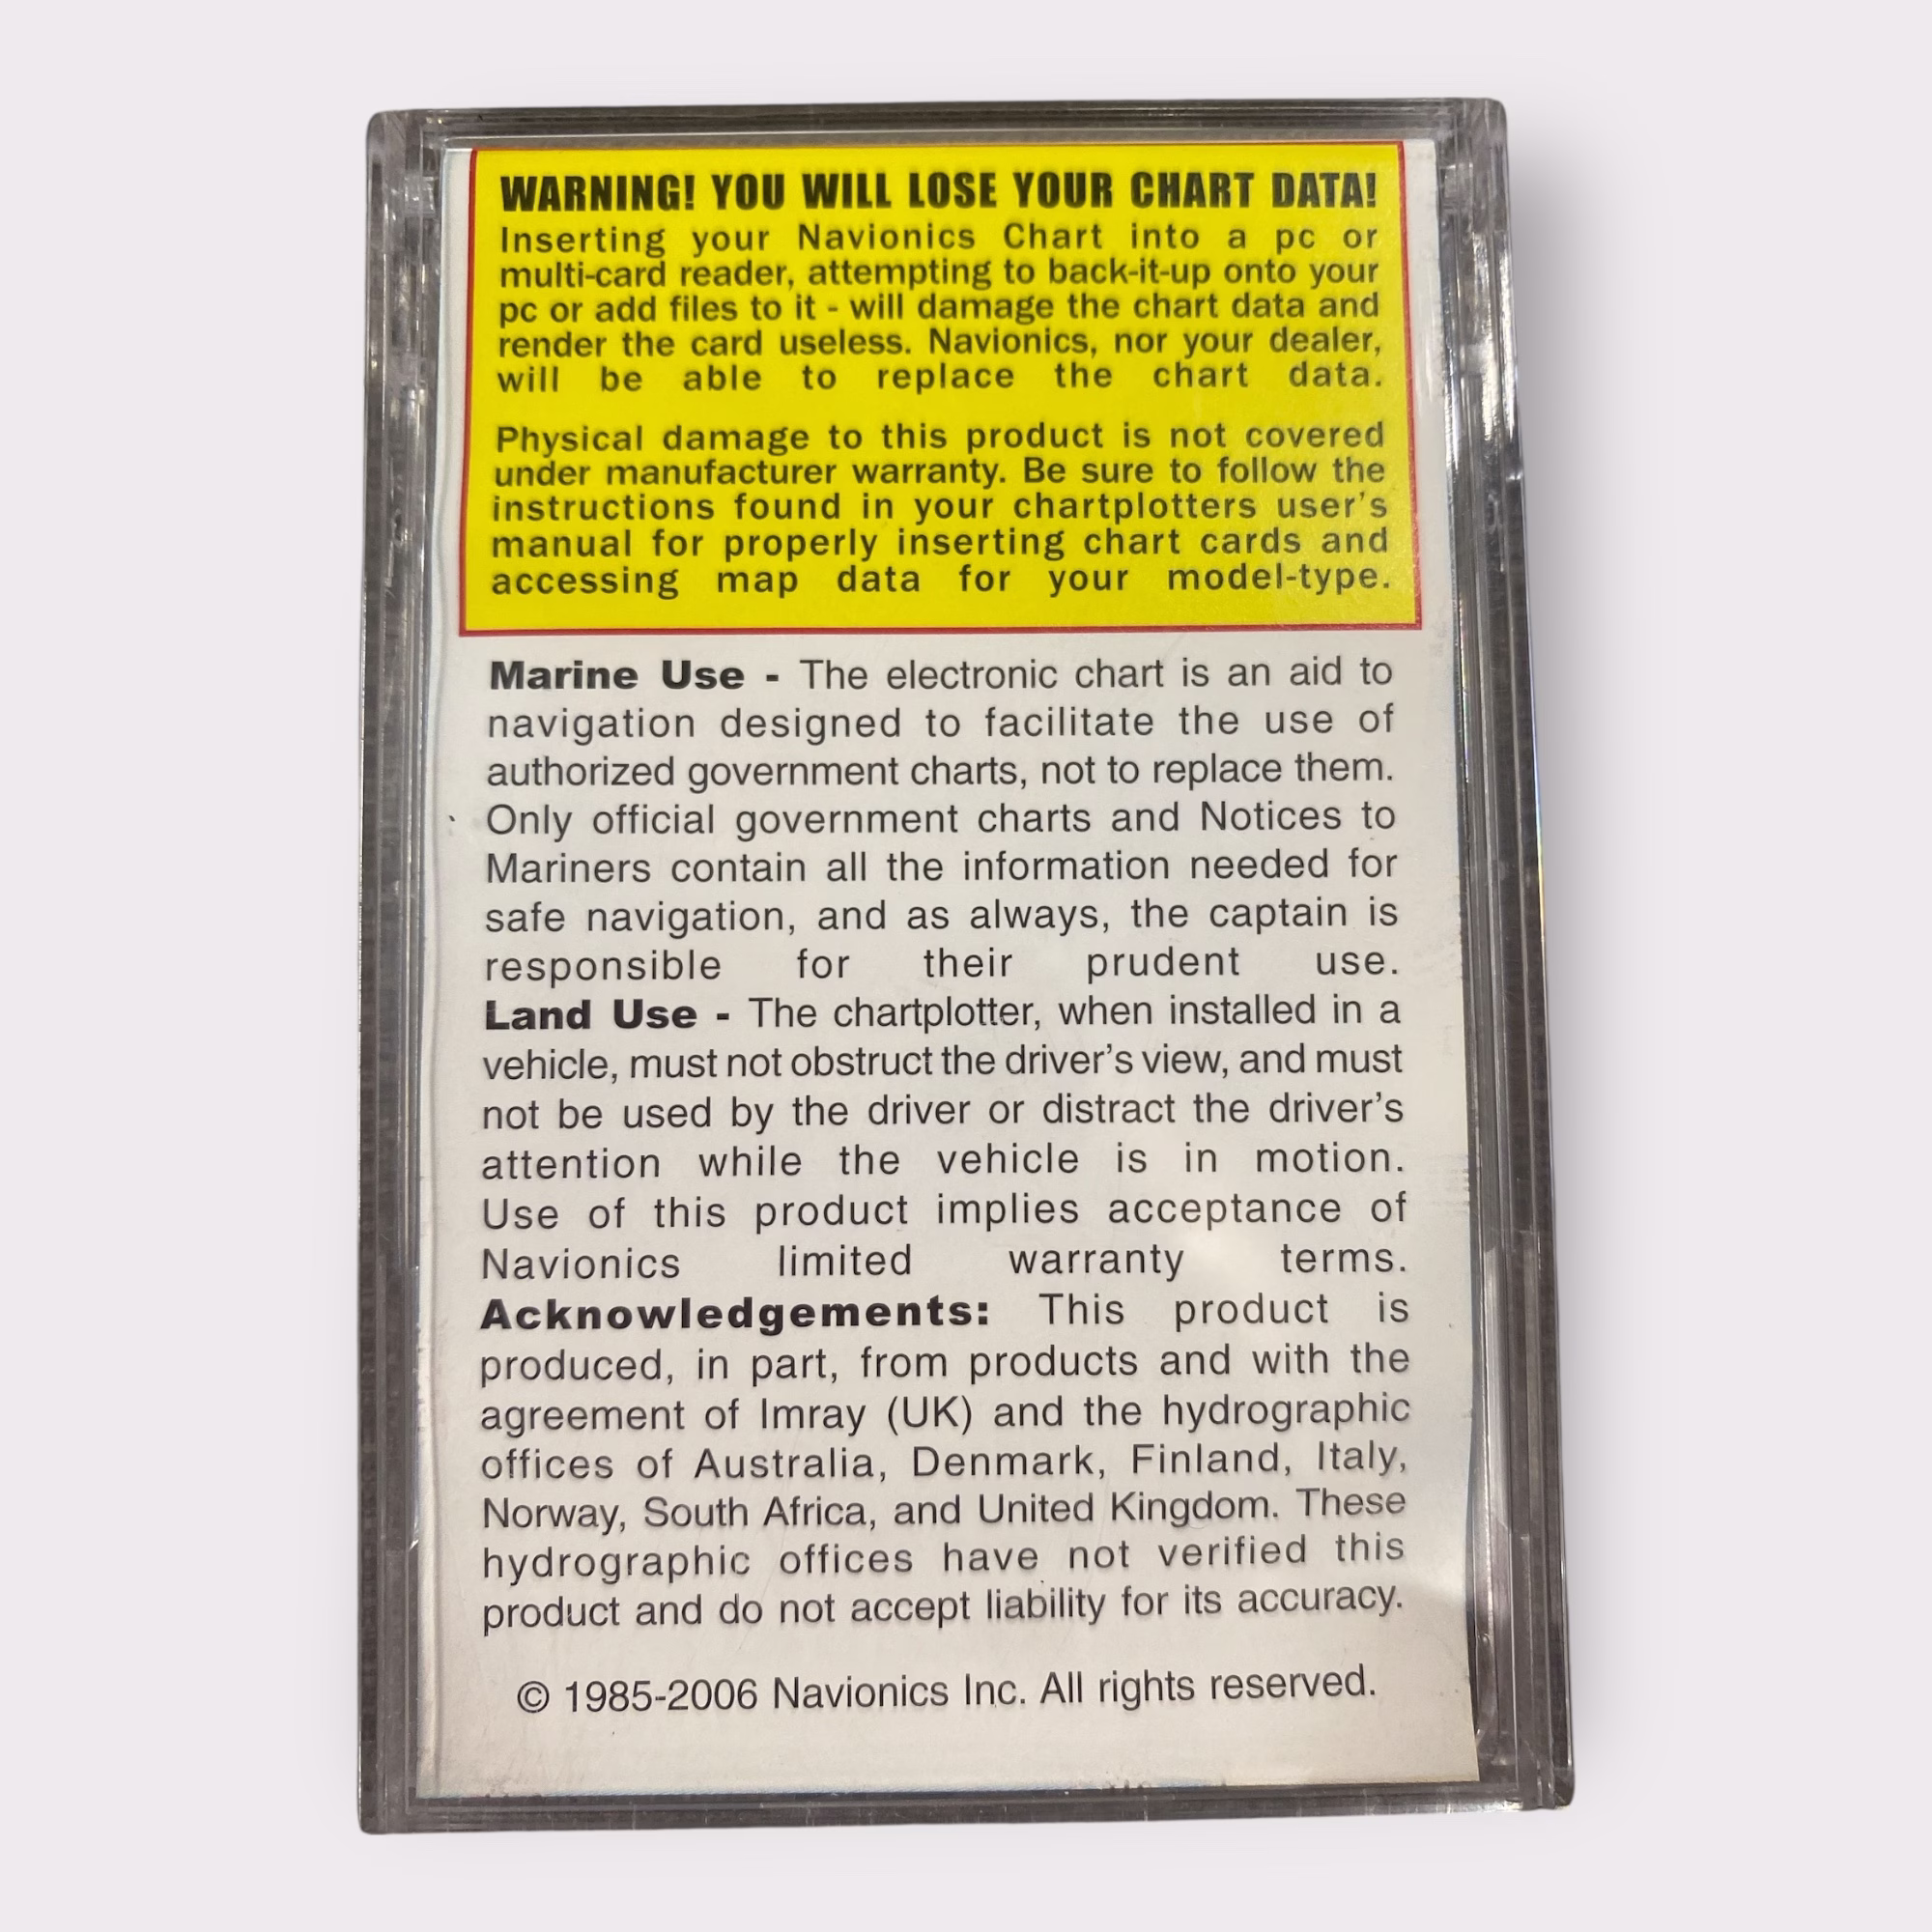 WARNING! YOU WILL LOSE YOUR CHART DATA!
Inserting your Navionics Chart into a pc or
multi-card reader, attempting to back-it-up onto your
pc or add files to it - will damage the chart data and
render the card useless. Navionics, nor your dealer,
will be able to replace the chart data.
Physical damage to this product is not covered
under manufacturer warranty. Be sure to follow the
instructions found in your chartplotters user's
manual for properly inserting chart cards and
accessing map data for your model-type.
Marine Use - The electronic chart is an aid to
navigation designed to facilitate the use of
authorized government charts, not to replace them.
Only official government charts and Notices to
Mariners contain all the information needed for
safe navigation, and as always, the captain is
responsible for their prudent use.
Land Use - The chartplotter, when installed in a
vehicle, must not obstruct the driver's view, and must
not be used by the driver or distract the driver's
attention while the vehicle is in motion.
Use of this product implies acceptance of
Navionics limited warranty terms.
Acknowledgements: This product is
produced, in part, from products and with the
agreement of Imray (UK) and the hydrographic
offices of Australia, Denmark, Finland, Italy,
Norway, South Africa, and United Kingdom. These
hydrographic offices have not verified this
product and do not accept liability for its accuracy.
© 1985-2006 Navionics Inc. All rights reserved.